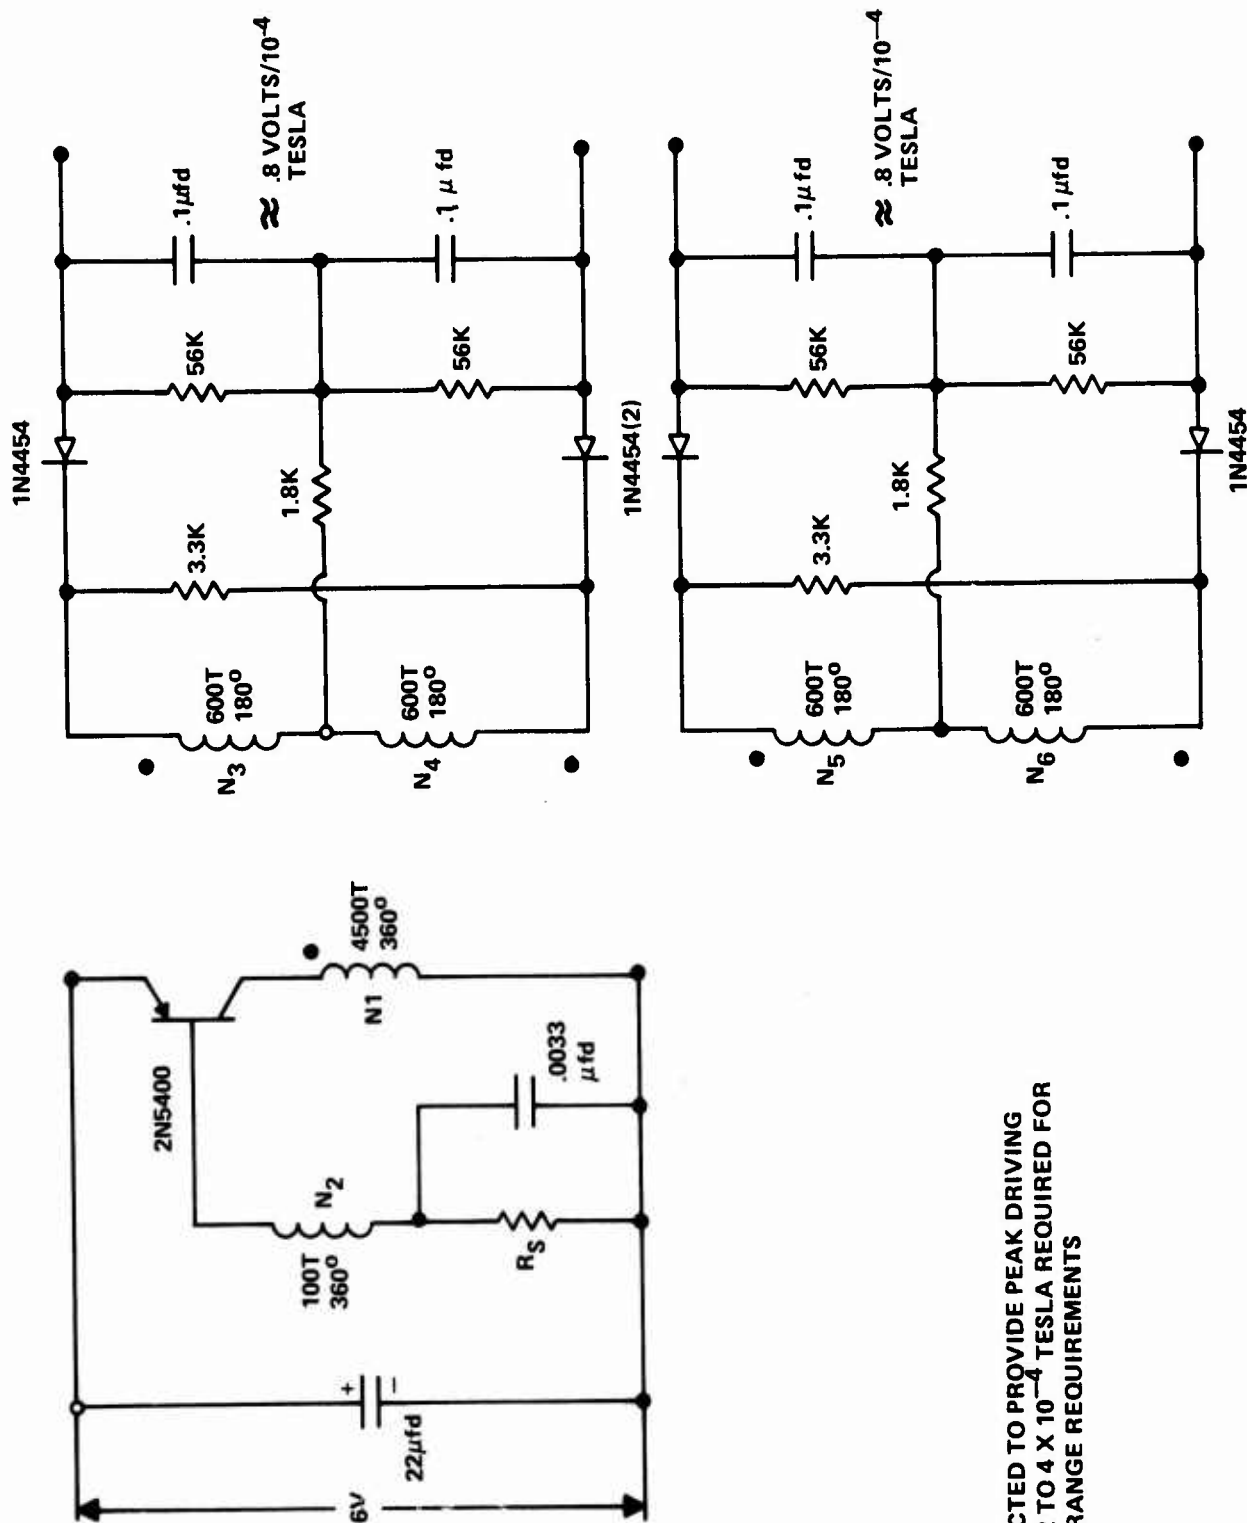 6V
22μfd
+
−
100T
360°
N2
RS
.0033
μfd
2N5400
N1
4500T
360°
N3
600T
180°
N4
600T
180°
3.3K
1.8K
1N4454
1N4454(2)
56K
56K
.1μfd
.1μfd
≈ .8 VOLTS/10-4
TESLA
N5
600T
180°
N6
600T
180°
3.3K
1.8K
1N4454
56K
56K
.1μfd
.1μfd
≈ .8 VOLTS/10—4
TESLA
TO PROVIDE PEAK DRIVING
TO 4 X 10—4 TESLA REQUIRED FOR
RANGE REQUIREMENTS